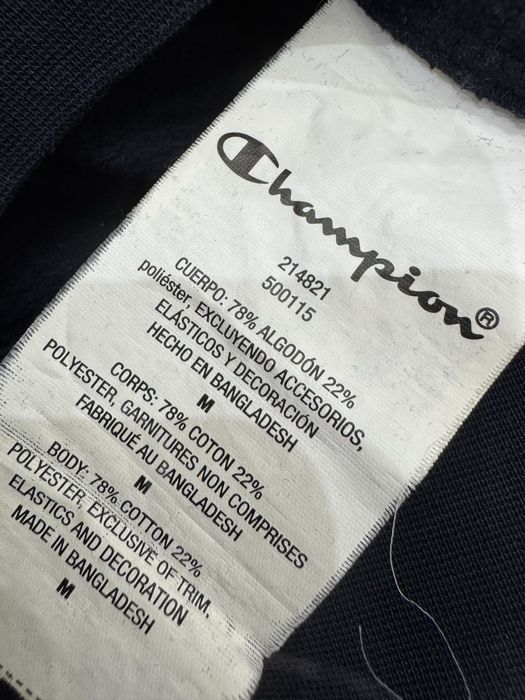 Champion®
214821
500115
CUERPO: 78% ALGODÓN 22%
poliéster, EXCLUYENDO ACCESORIOS,
ELÁSTICOS Y DECORACIÓN
HECHO EN BANGLADESH
M
CORPS: 78% COTON 22%
POLYESTER, GARNITURES NON COMPRISES
FABRIQUÉ AU BANGLADESH
M
BODY: 78% COTTON 22%
POLYESTER, EXCLUSIVE OF TRIM,
ELASTICS AND DECORATION
MADE IN BANGLADESH
M